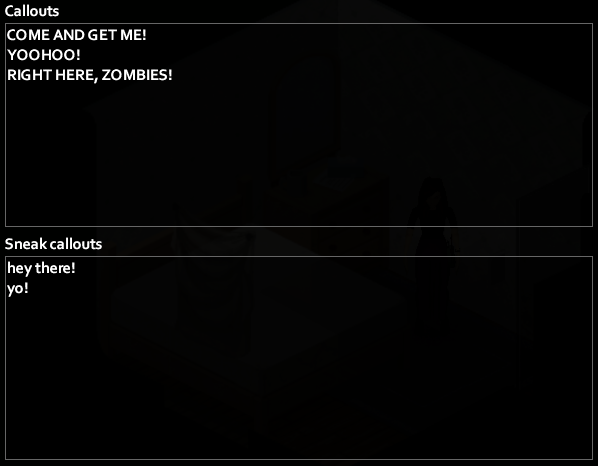 Callouts
COME AND GET ME!
YOOHOO!
RIGHT HERE, ZOMBIES!
Sneak callouts
hey there!
yo!